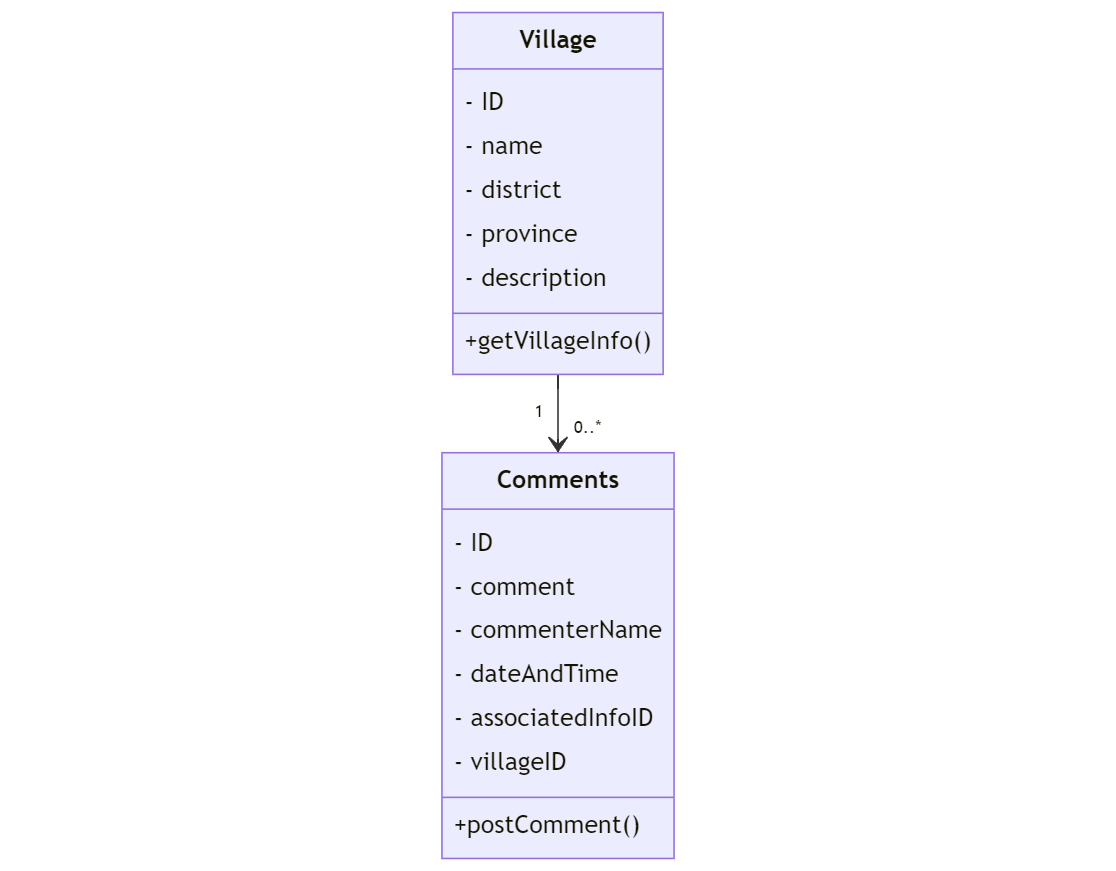 Village
- ID
- name
- district
- province
- description
+getVillageInfo()
1
0..*
Comments
- ID
- comment
- commenterName
- dateAndTime
- associatedInfoID
- villageID
+postComment()